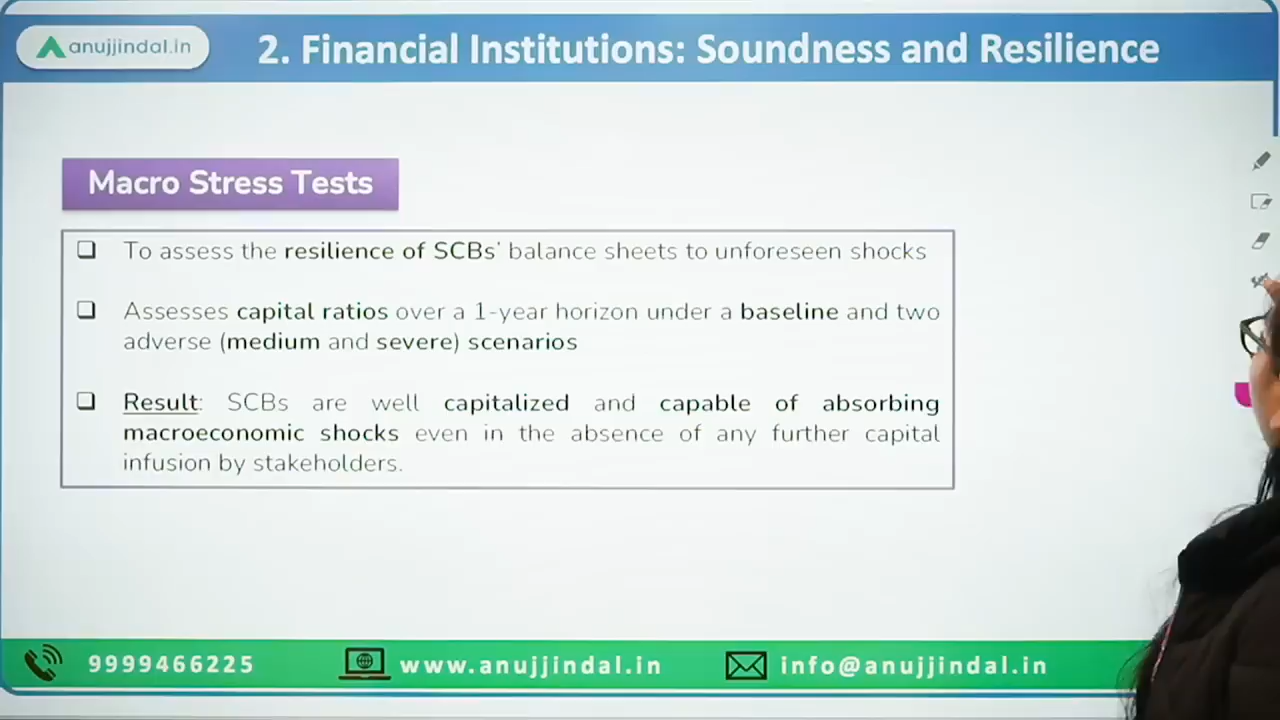 anujjindal.in
2. Financial Institutions: Soundness and Resilience
Macro Stress Tests
To assess the resilience of SCBs' balance sheets to unforeseen shocks
Assesses capital ratios over a 1-year horizon under a baseline and two
adverse (medium and severe) scenarios
Result: SCBs are well capitalized and capable of absorbing
macroeconomic shocks even in the absence of any further capital
infusion by stakeholders.
9999466225
www.anujjindal.in
info@anujjindal.in